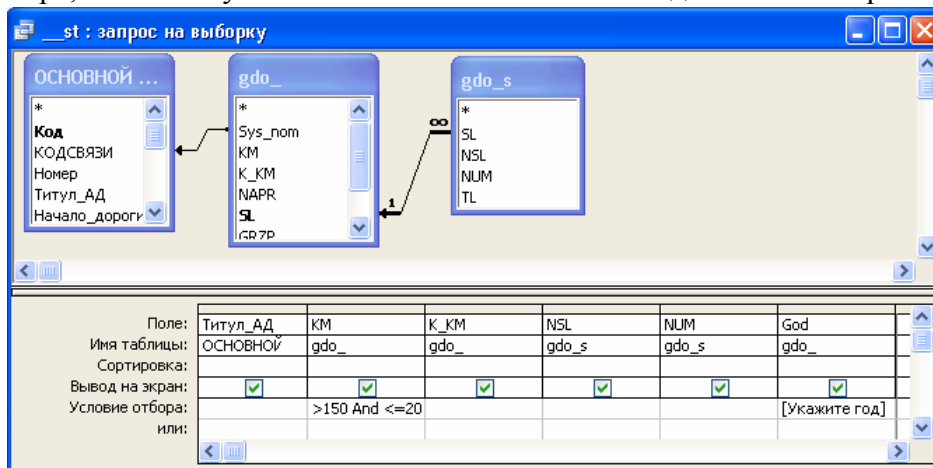 __st : запрос на выборку
ОСНОВНОЙ ...
*
Код
КОДСВЯЗИ
Номер
Титул_АД
Начало_дороги
gdo_
*
Sys_nom
KM
K_KM
NAPR
SL
1
gdo_s
∞
*
SL
NSL
NUM
TL
Поле: Титул_АД KM K_KM NSL NUM God
Имя таблицы: ОСНОВНОЙ gdo_ gdo_ gdo_s gdo_s gdo_
Сортировка:
Вывод на экран:
Условие отбора: >150 And <=20 [Укажите год]
или: